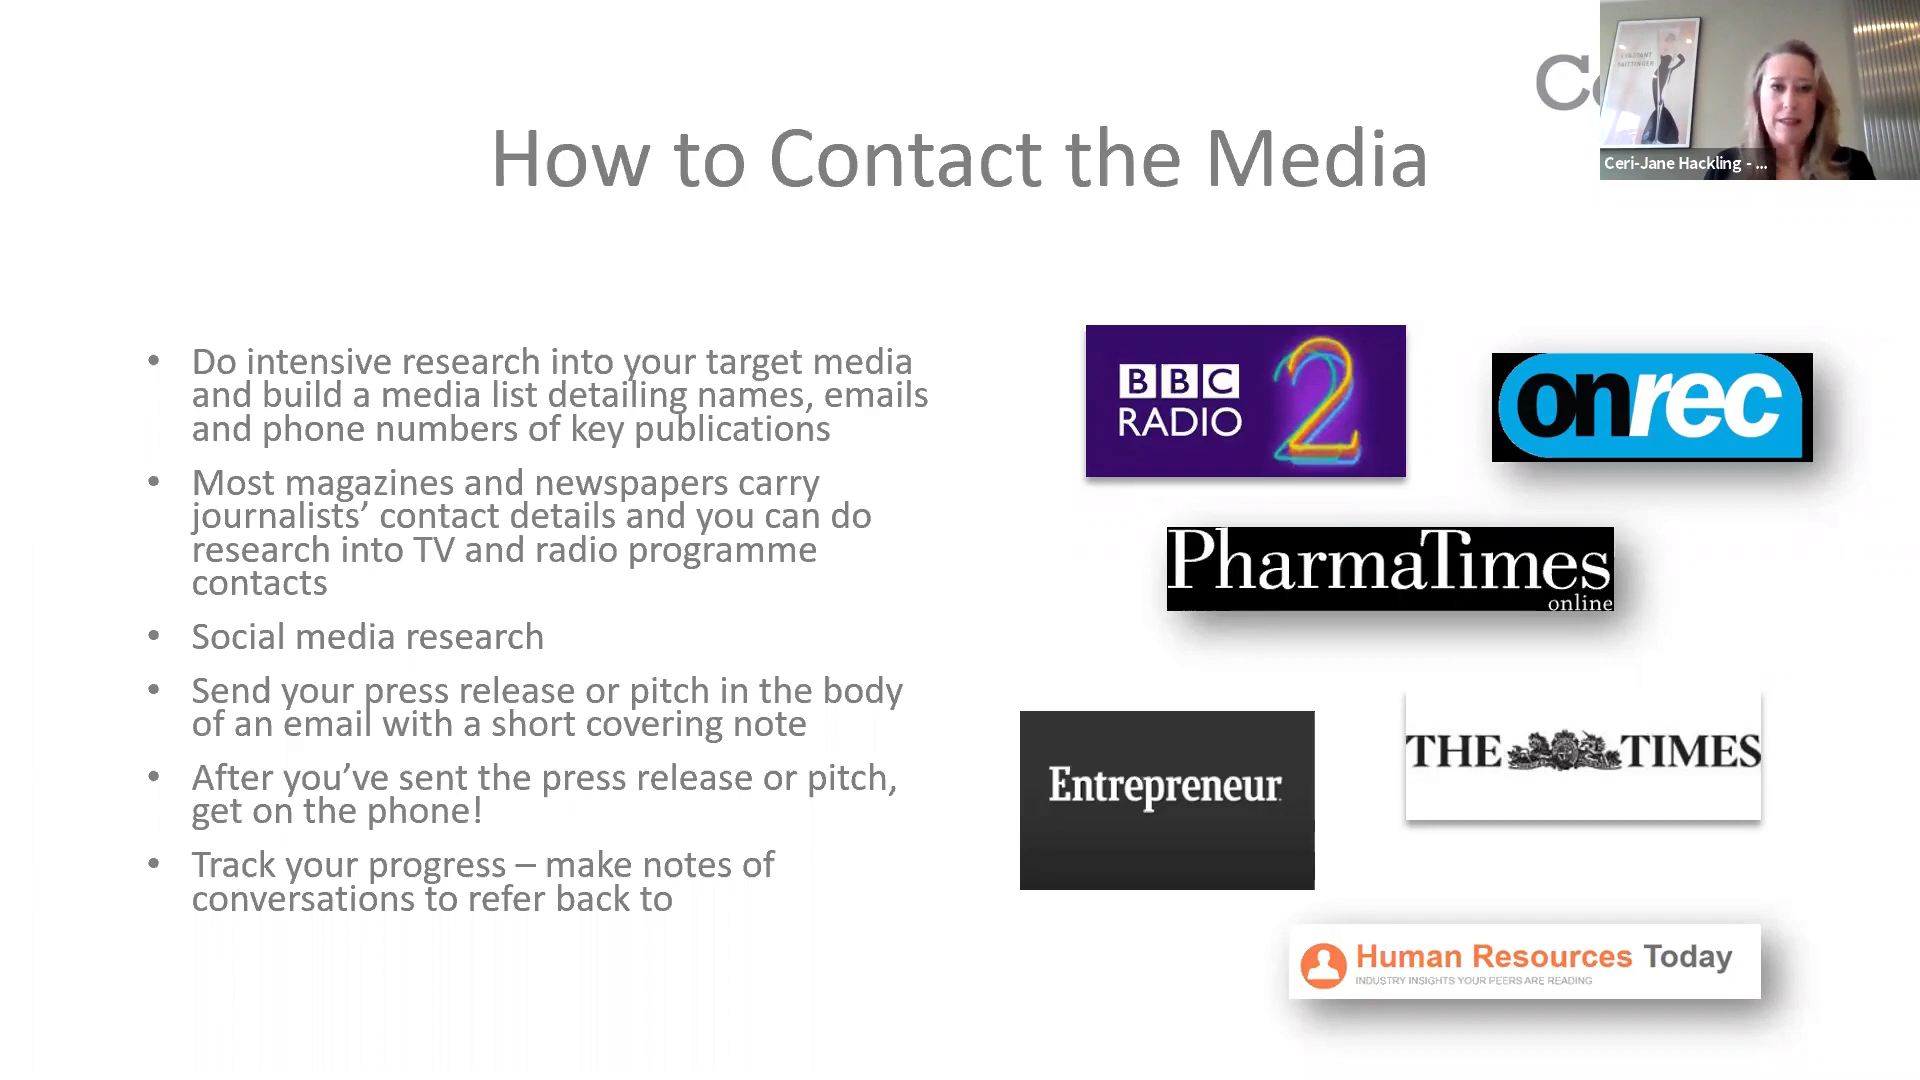 How to Contact the Media
Ceri-Jane Hackling - ...
• Do intensive research into your target media
and build a media list detailing names, emails
and phone numbers of key publications
• Most magazines and newspapers carry
journalists’ contact details and you can do
research into TV and radio programme
contacts
• Social media research
• Send your press release or pitch in the body
of an email with a short covering note
• After you’ve sent the press release or pitch,
get on the phone!
• Track your progress – make notes of
conversations to refer back to
BBC
RADIO 2
onrec
PharmaTimes
online
Entrepreneur
THE TIMES
Human Resources Today
INDUSTRY INSIGHTS YOUR PEERS ARE READING